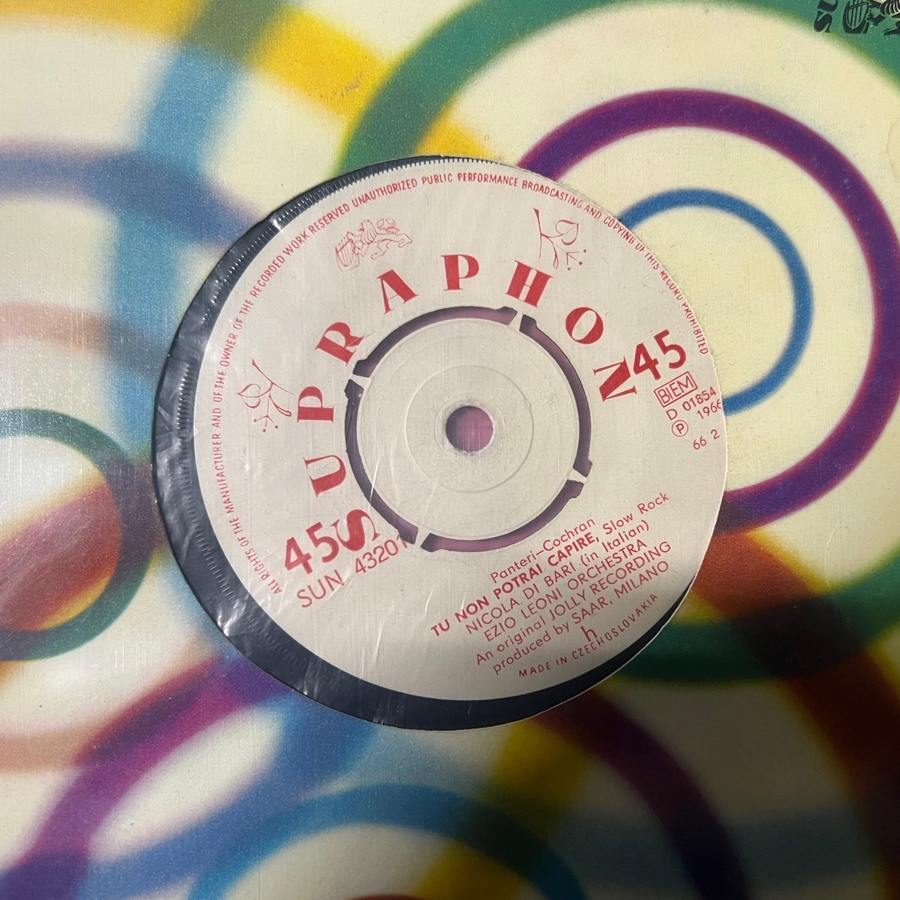 ALL RIGHTS OF THE MANUFACTURER AND OF THE OWNER OF THE RECORDED WORK RESERVED UNAUTHORIZED PUBLIC PERFORMANCE BROADCASTING AND COPYING OF THIS RECORD PROHIBITED
SUPRAPHON
45
BIEM
D 01854
Ⓟ 1966
66 2
45
SUN 43201
Panteri–Cochran
TU NON POTRAI CAPIRE, Slow Rock
NICOLA DI BARI (in Italian)
EZIO LEONI ORCHESTRA
An original JOLLY RECORDING
produced by SAAR, MILANO
h
MADE IN CZECHOSLOVAKIA
SU